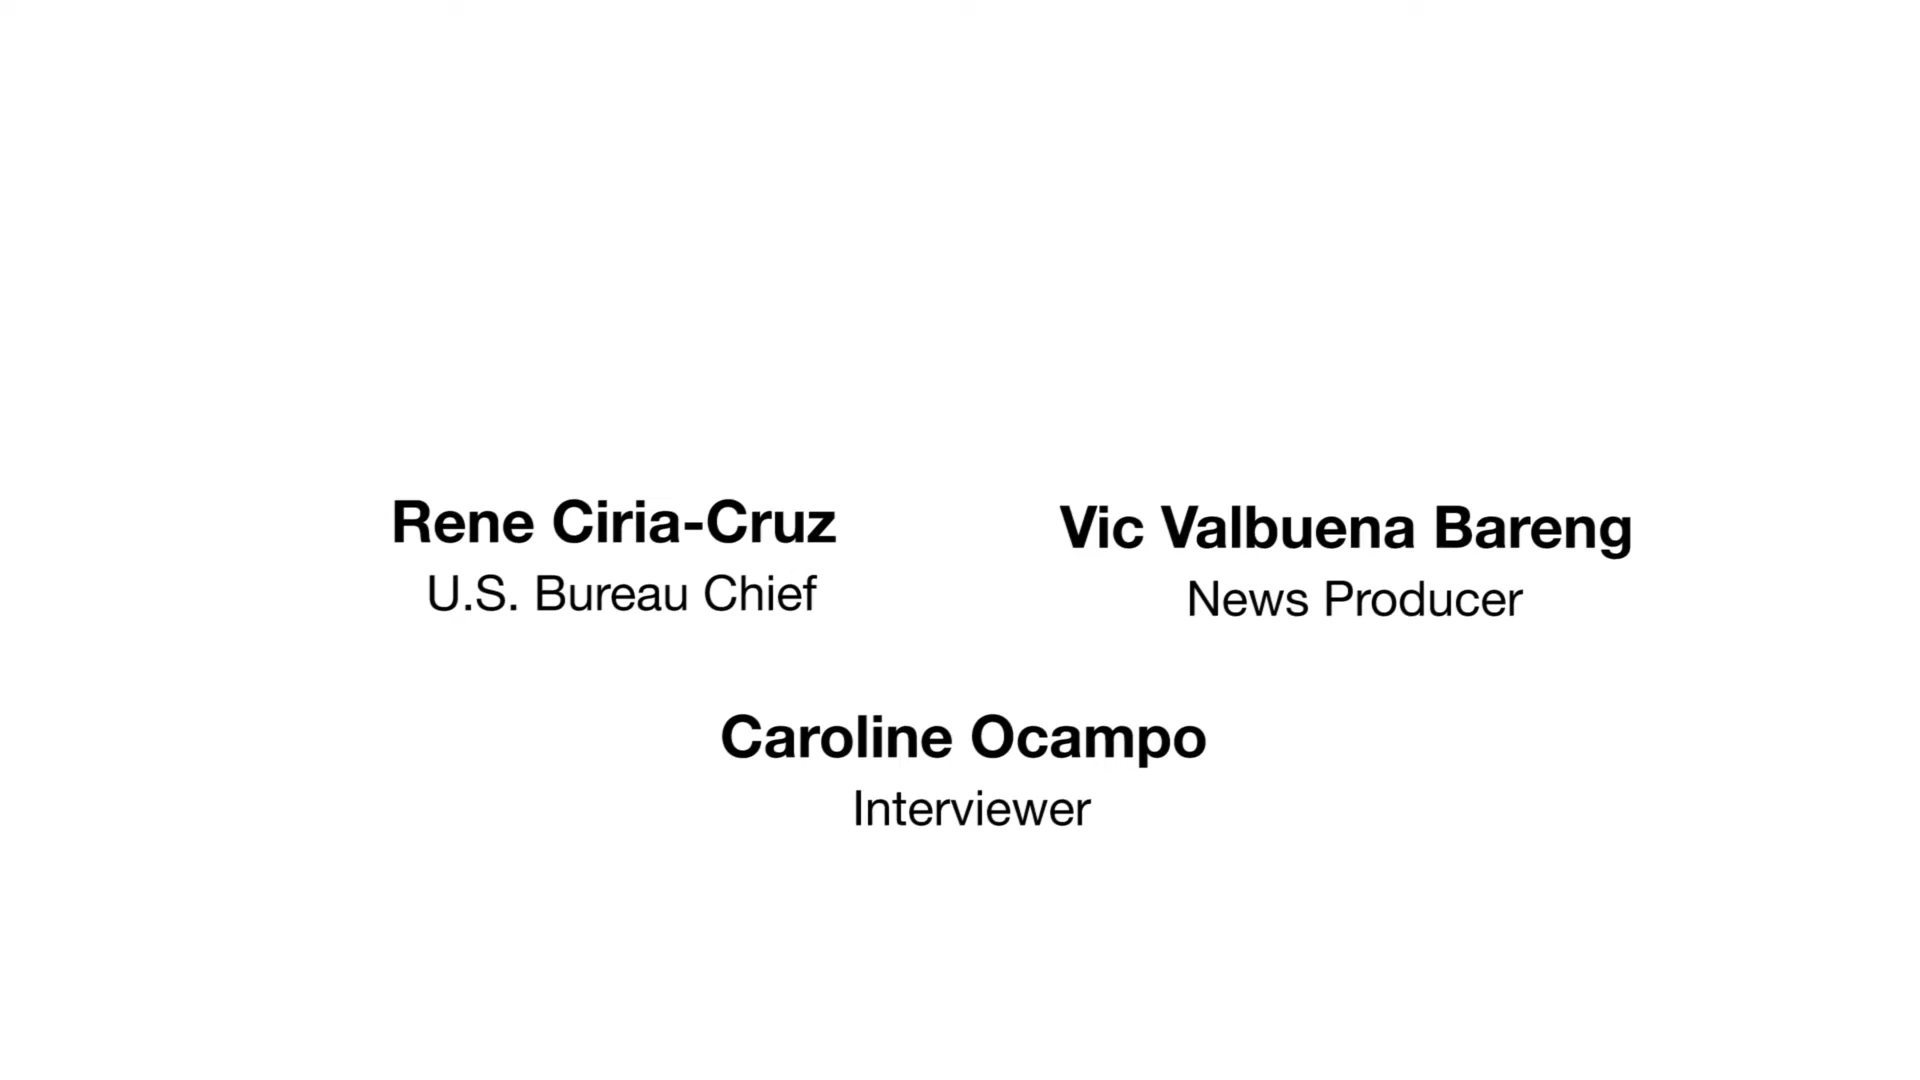 Rene Ciria-Cruz
U.S. Bureau Chief
Vic Valbuena Bareng
News Producer
Caroline Ocampo
Interviewer